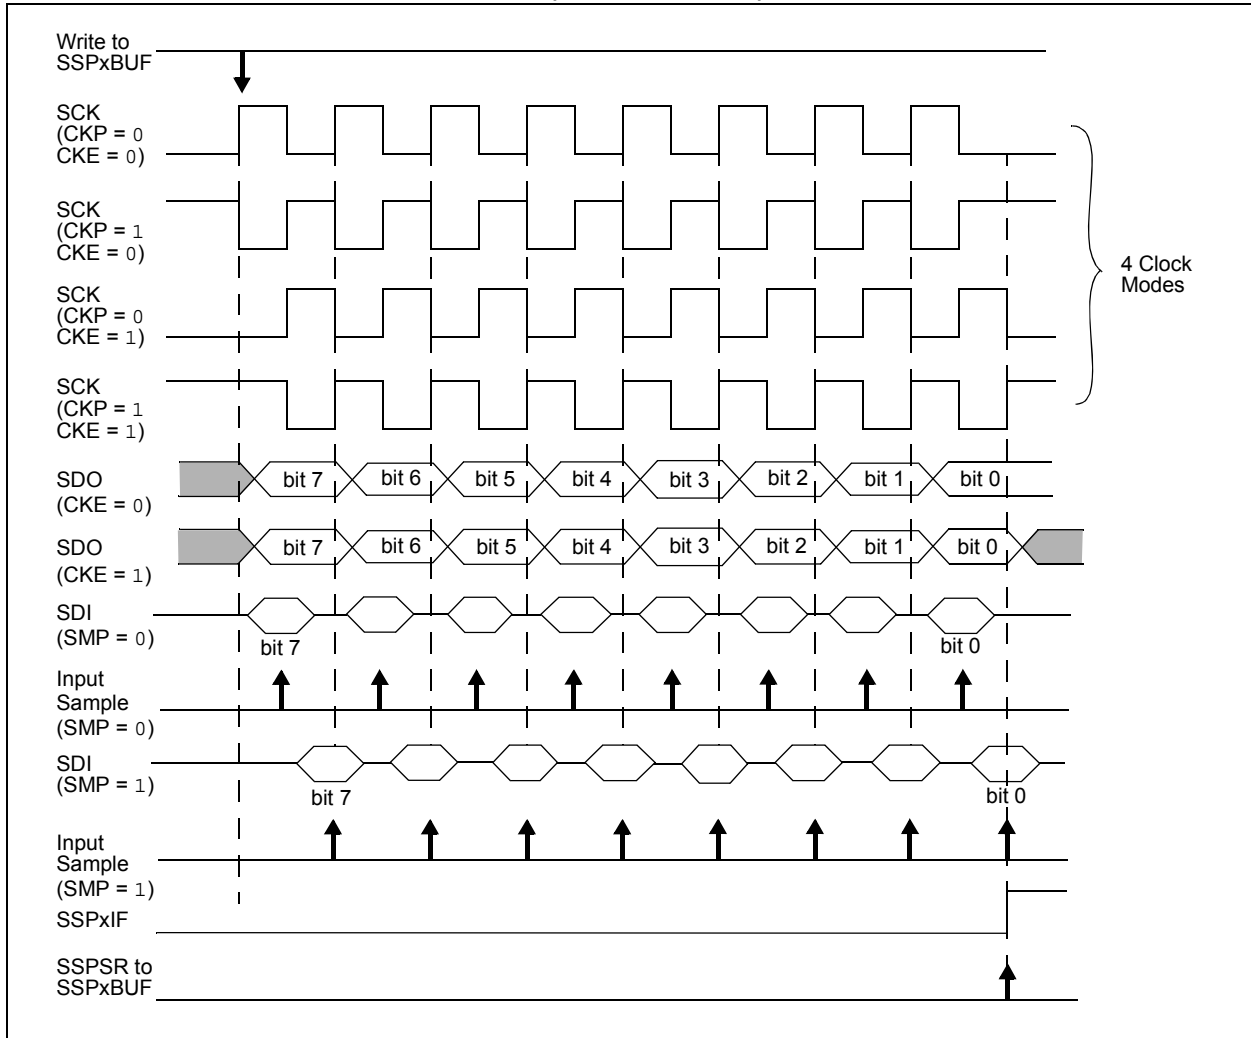 Write to
SSPxBUF
SCK
(CKP = 0
CKE = 0)
SCK
(CKP = 1
CKE = 0)
SCK
(CKP = 0
CKE = 1)
SCK
(CKP = 1
CKE = 1)
4 Clock
Modes
SDO
(CKE = 0)
bit 7 bit 6 bit 5 bit 4 bit 3 bit 2 bit 1 bit 0
SDO
(CKE = 1)
bit 7 bit 6 bit 5 bit 4 bit 3 bit 2 bit 1 bit 0
SDI
(SMP = 0)
bit 7 bit 0
Input
Sample
(SMP = 0)
SDI
(SMP = 1)
bit 7 bit 0
Input
Sample
(SMP = 1)
SSPxIF
SSPSR to
SSPxBUF